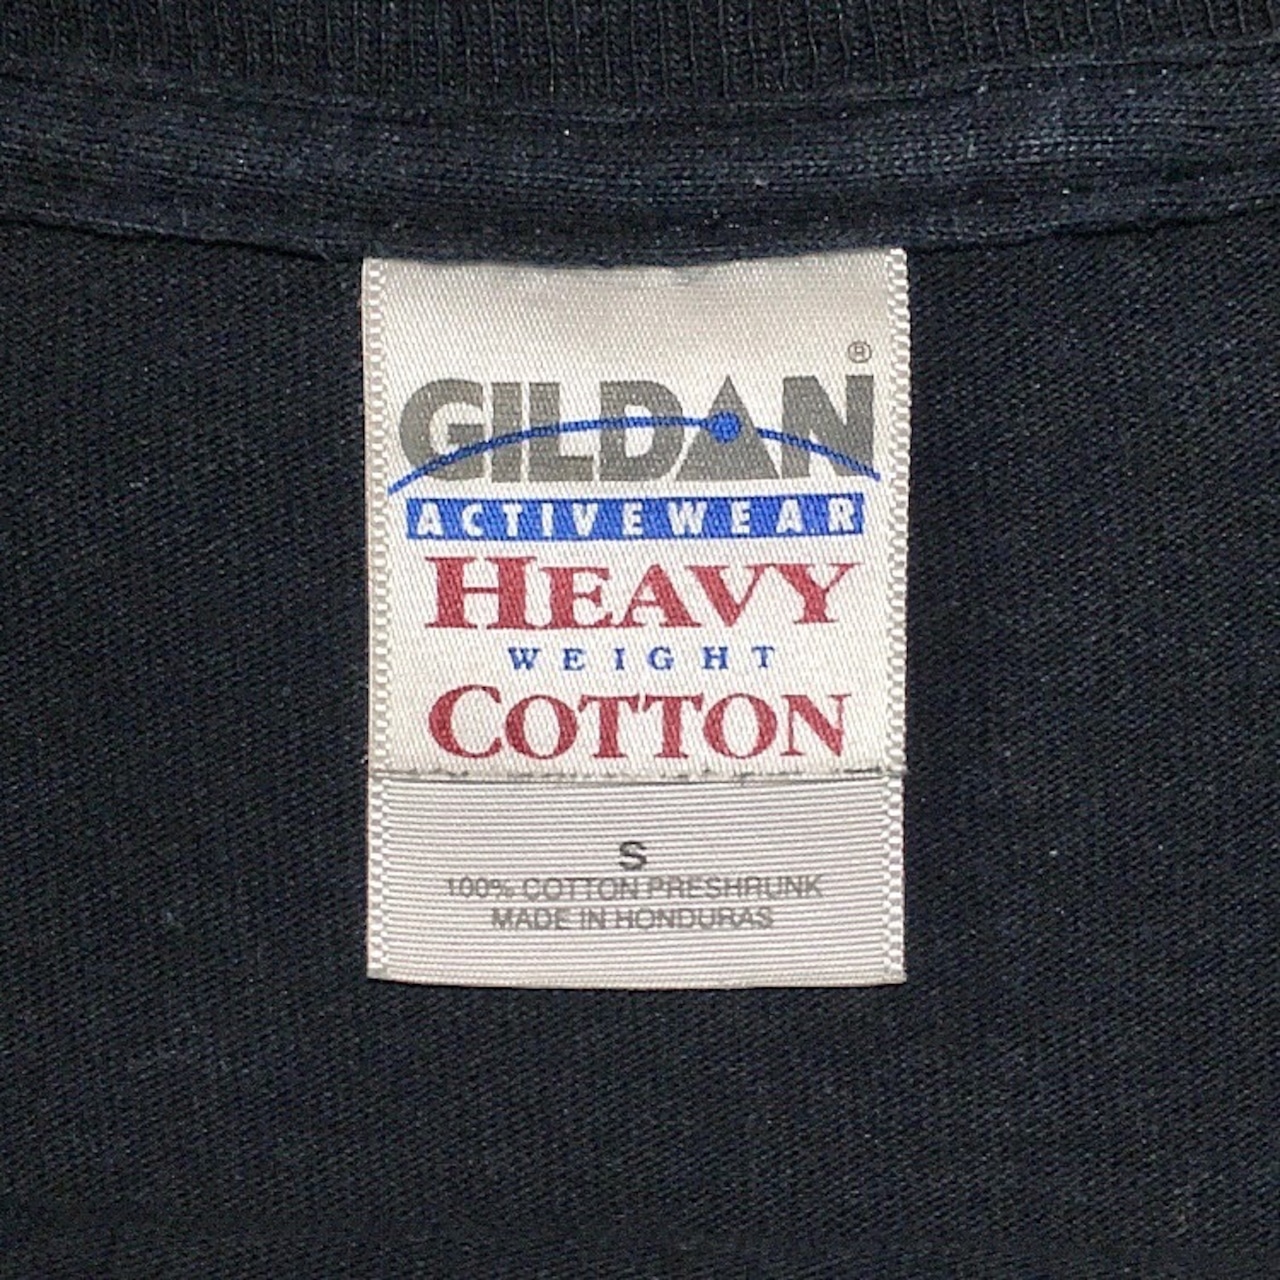 GILDAN®
ACTIVEWEAR
HEAVY
WEIGHT
COTTON
S
100% COTTON PRESHRUNK
MADE IN HONDURAS